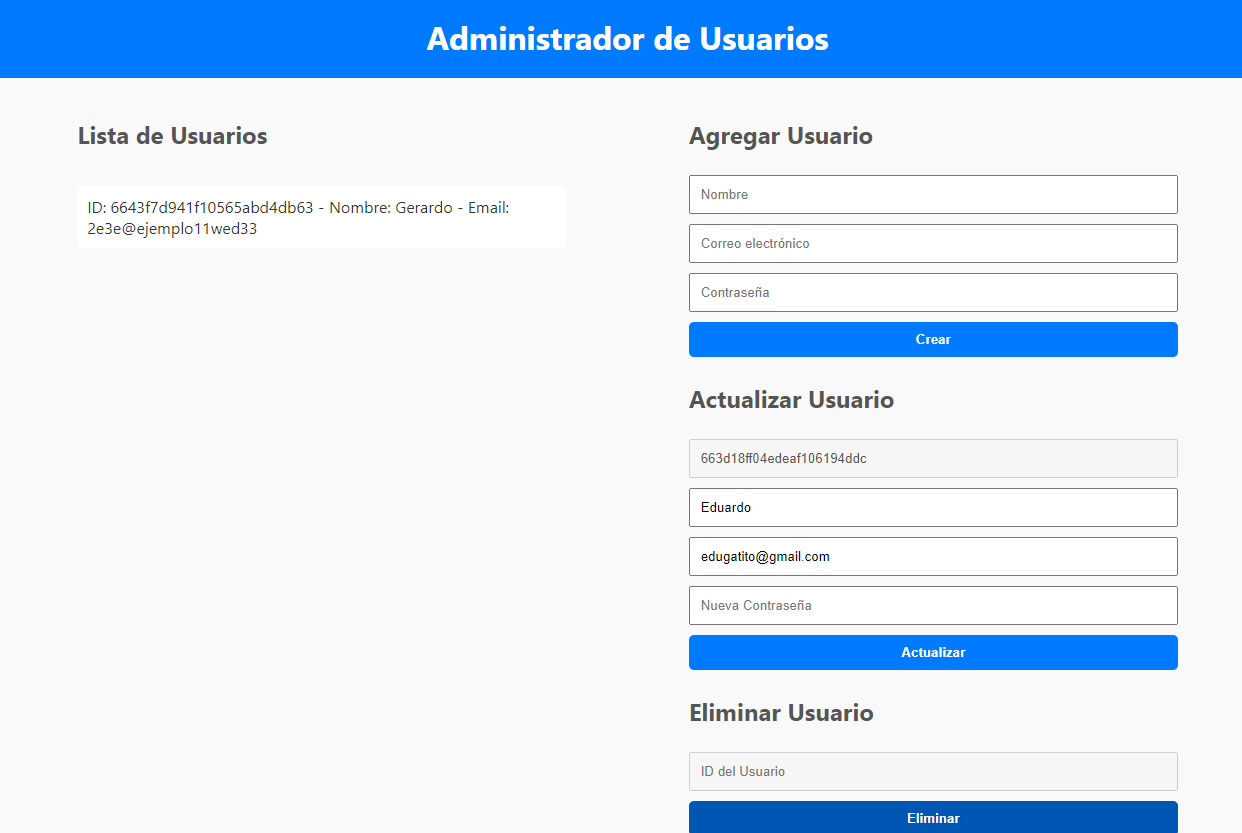 Administrador de Usuarios
Lista de Usuarios
ID: 6643f7d941f10565abd4db63 - Nombre: Gerardo - Email:
2e3e@ejemplo11wed33
Agregar Usuario
Nombre
Correo electrónico
Contraseña
Crear
Actualizar Usuario
663d18ff04edeaf106194ddc
Eduardo
edugatito@gmail.com
Nueva Contraseña
Actualizar
Eliminar Usuario
ID del Usuario
Eliminar